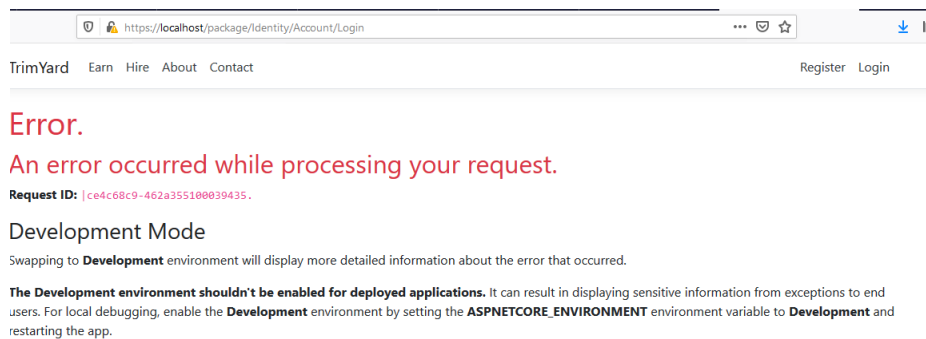 https://localhost/package/Identity/Account/Login
TrimYard Earn Hire About Contact Register Login
Error.
An error occurred while processing your request.
Request ID: |ce4c68c9-462a355100039435.
Development Mode
Swapping to Development environment will display more detailed information about the error that occurred.
The Development environment shouldn't be enabled for deployed applications. It can result in displaying sensitive information from exceptions to end
users. For local debugging, enable the Development environment by setting the ASPNETCORE_ENVIRONMENT environment variable to Development and
restarting the app.